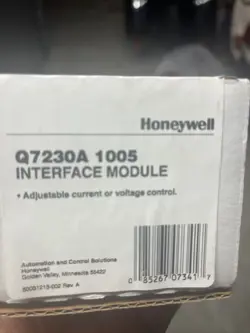 Honeywell
Q7230A 1005
INTERFACE MODULE
• Adjustable current or voltage control.
Automation and Control Solutions
Honeywell
Golden Valley, Minnesota 55422
Rev. A
0 85267 07341 7